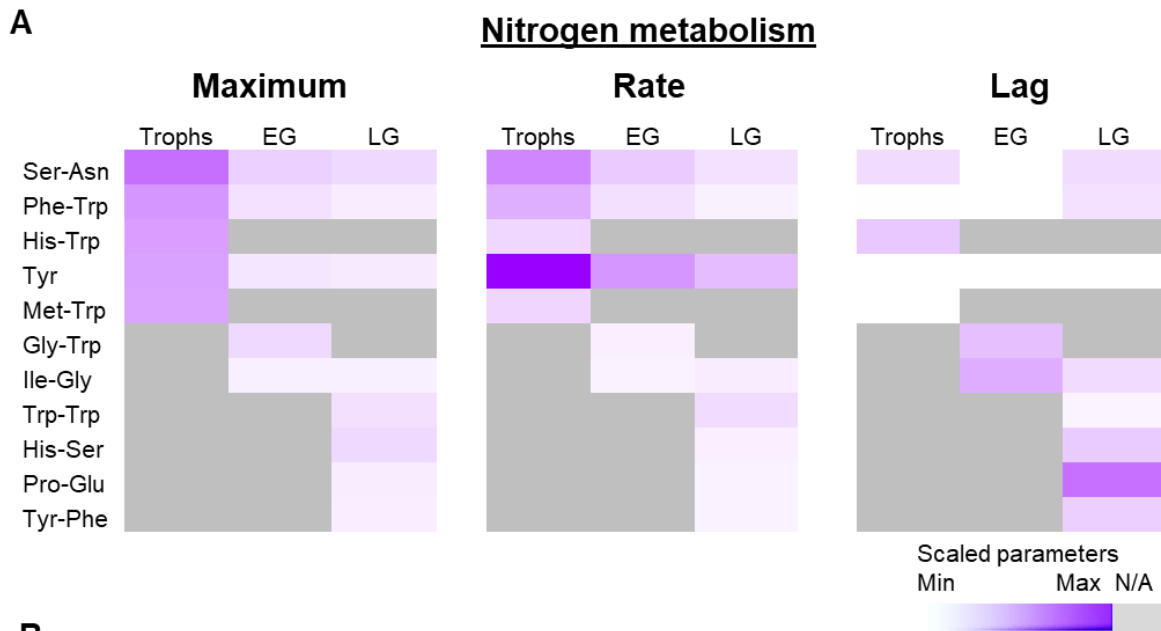 A
Nitrogen metabolism
Maximum Rate Lag
Trophs EG LG Trophs EG LG Trophs EG LG
Ser-Asn
Phe-Trp
His-Trp
Tyr
Met-Trp
Gly-Trp
Ile-Gly
Trp-Trp
His-Ser
Pro-Glu
Tyr-Phe
Scaled parameters
Min Max N/A